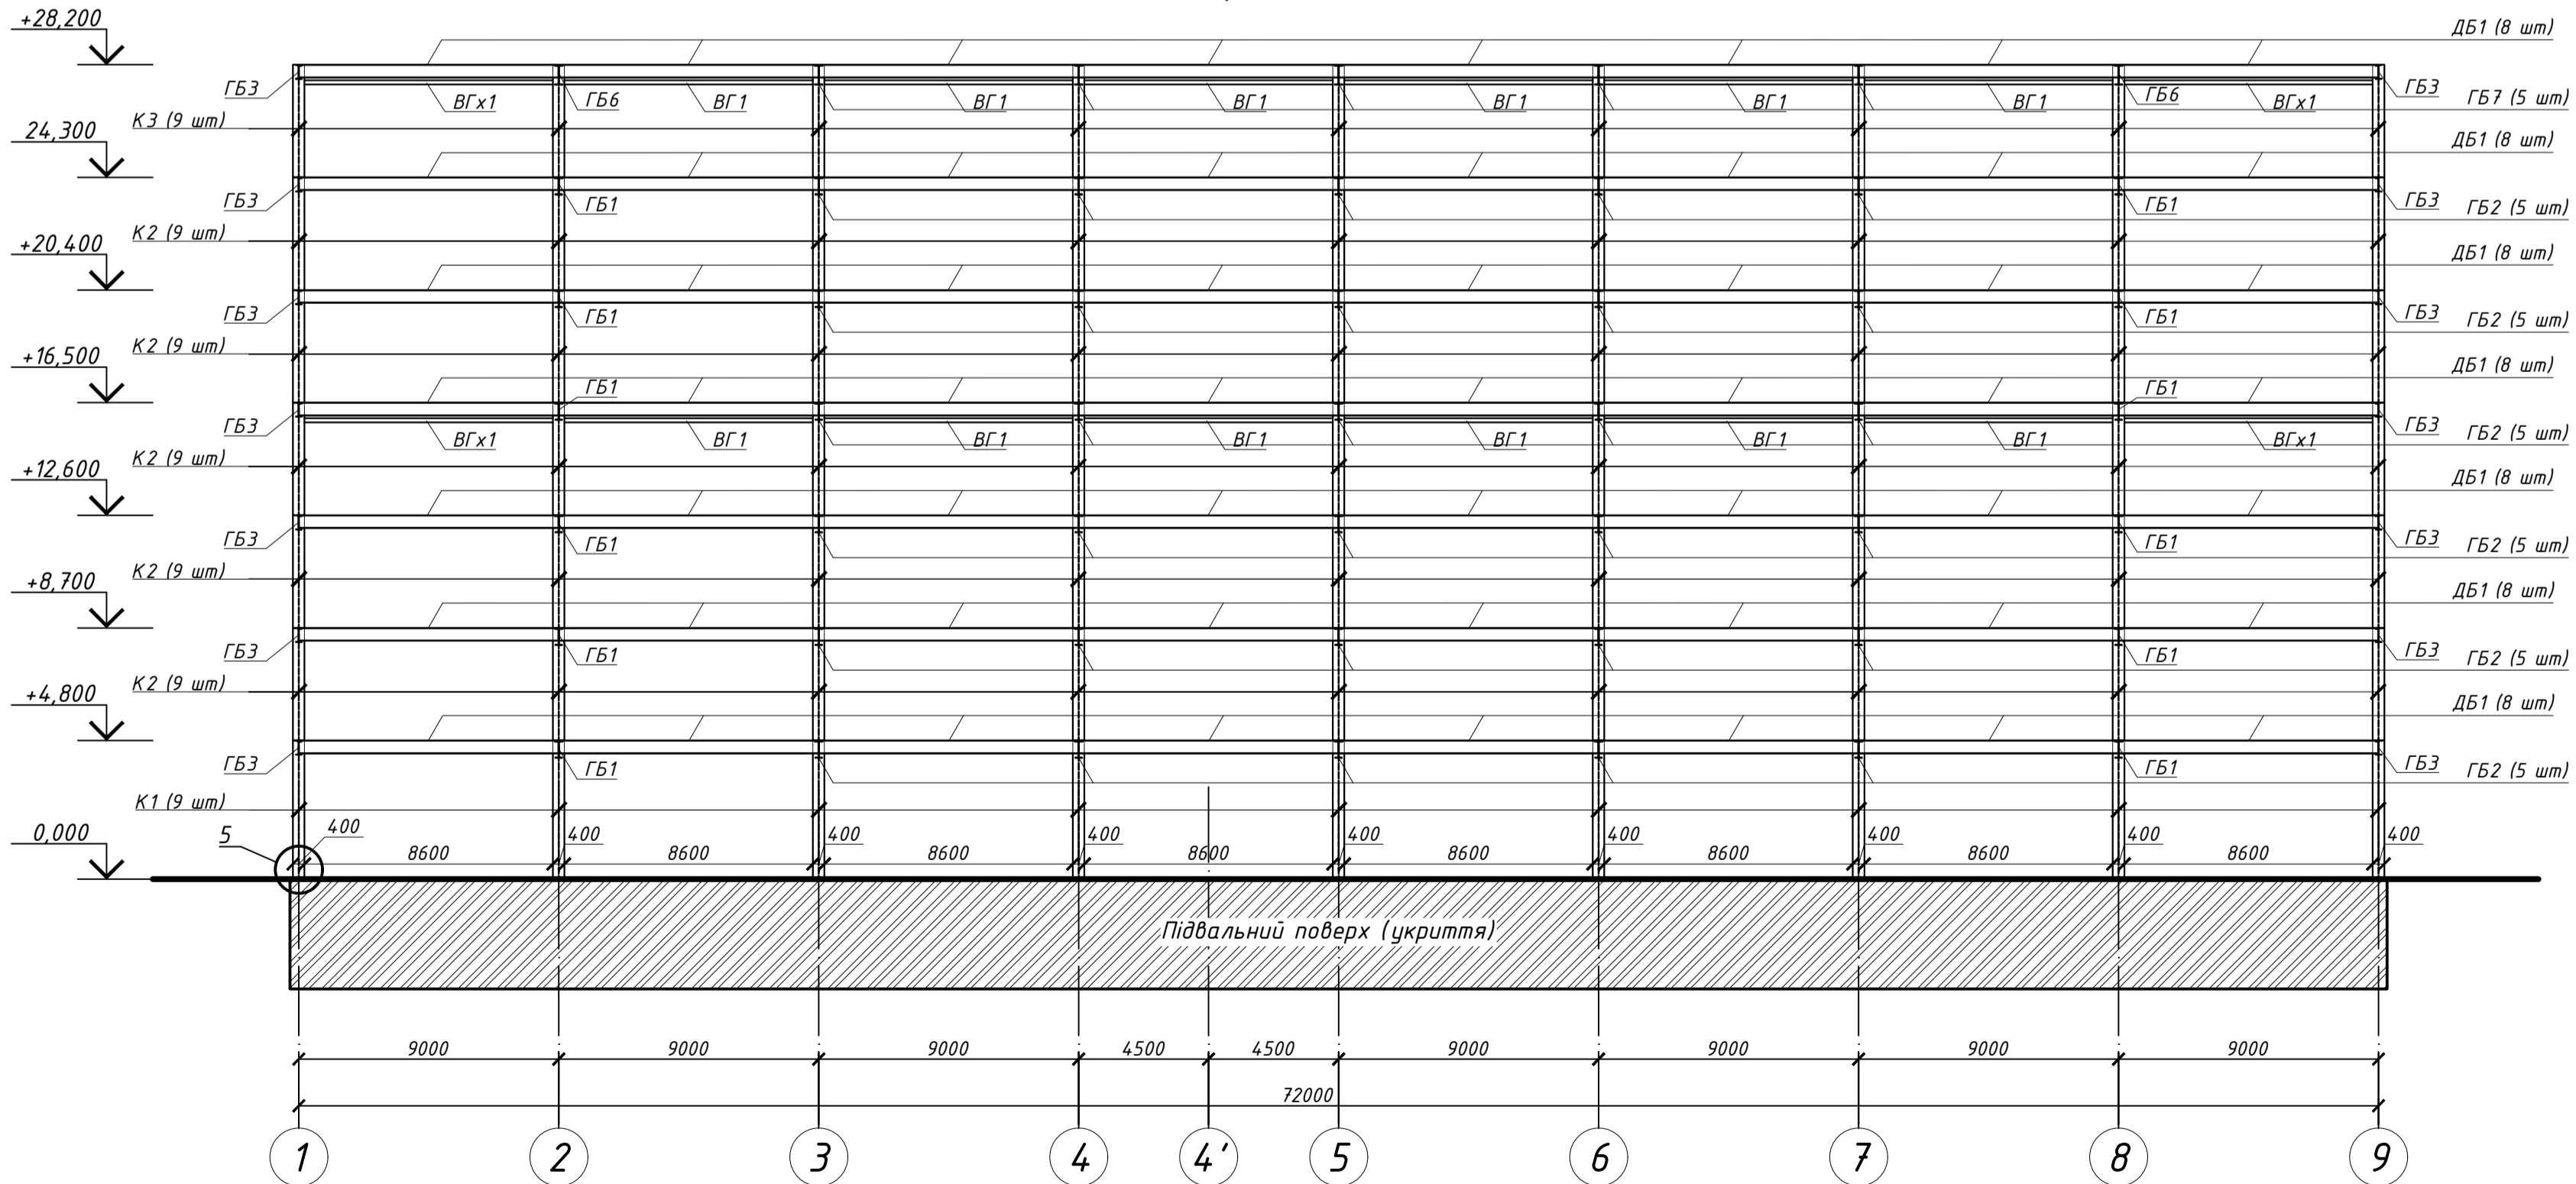 +28,200
ДБ1 (8 шт)
ГБ3 ВГх1 ГБ6 ВГ1 ВГ1 ВГ1 ВГ1 ВГ1 ВГ1 ГБ6 ВГх1 ГБ3 ГБ7 (5 шт)
24,300 К3 (9 шт)
ДБ1 (8 шт)
ГБ3 ГБ1 ГБ1 ГБ3 ГБ2 (5 шт)
+20,400 К2 (9 шт)
ДБ1 (8 шт)
ГБ3 ГБ1 ГБ1 ГБ3 ГБ2 (5 шт)
+16,500 К2 (9 шт)
ДБ1 (8 шт)
ГБ1 ГБ1
ГБ3 ВГх1 ВГ1 ВГ1 ВГ1 ВГ1 ВГ1 ВГ1 ВГх1 ГБ3 ГБ2 (5 шт)
+12,600 К2 (9 шт)
ДБ1 (8 шт)
ГБ3 ГБ1 ГБ1 ГБ3 ГБ2 (5 шт)
+8,700 К2 (9 шт)
ДБ1 (8 шт)
ГБ3 ГБ1 ГБ1 ГБ3 ГБ2 (5 шт)
+4,800 К2 (9 шт)
ДБ1 (8 шт)
ГБ3 ГБ1 ГБ1 ГБ3 ГБ2 (5 шт)
К1 (9 шт)
0,000 5 400 400 400 400 400 400 400 400 400
8600 8600 8600 8600 8600 8600 8600 8600
Підвальний поверх (укриття)
9000 9000 9000 4500 4500 9000 9000 9000 9000
72000
1 2 3 4 4' 5 6 7 8 9